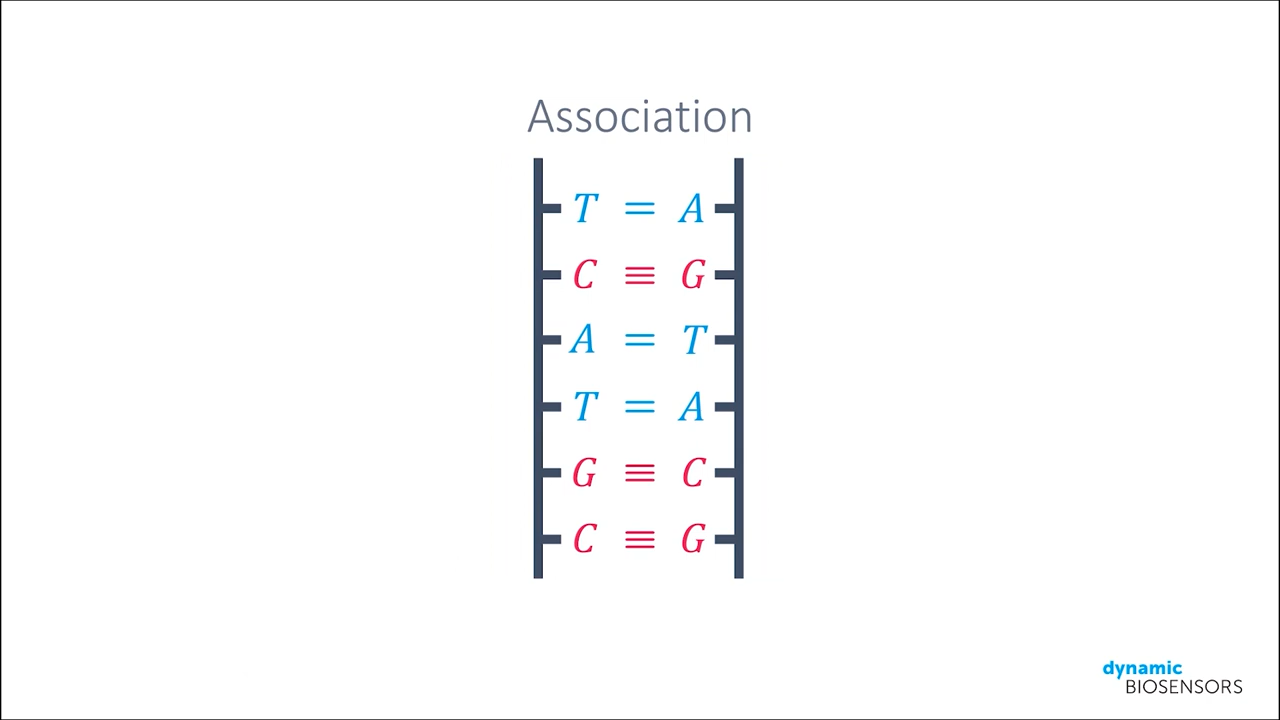 Association
T = A
C ≡ G
A = T
T = A
G ≡ C
C ≡ G
dynamic
BIOSENSORS